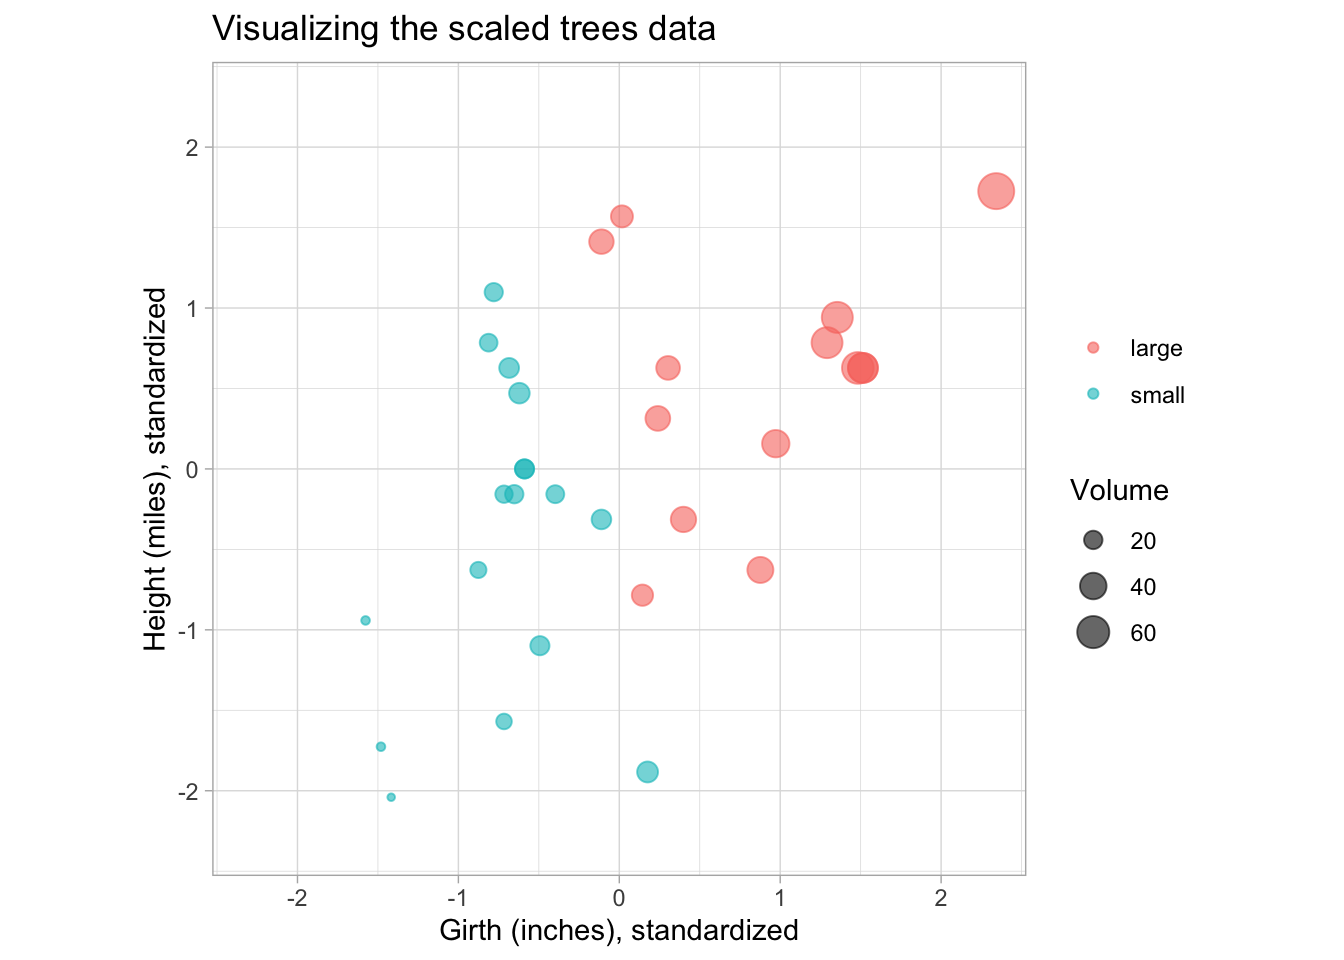 Visualizing the scaled trees data
Height (miles), standardized
2
1
0
-1
-2
-2
-1
0
1
2
Girth (inches), standardized
large
small
Volume
20
40
60